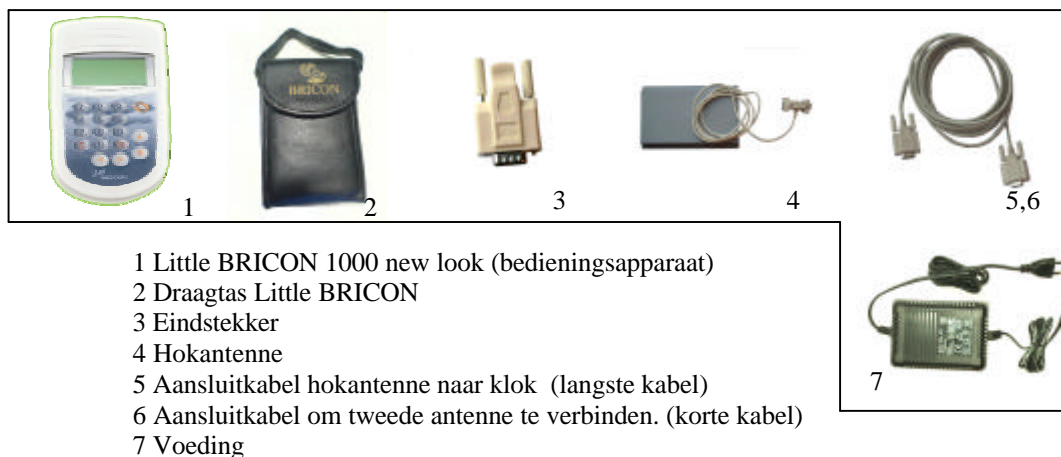 BRICON
1
2
3
4
5,6
1 Little BRICON 1000 new look (bedieningsapparaat)
2 Draagtas Little BRICON
3 Eindstekker
4 Hokantenne
5 Aansluitkabel hokantenne naar klok (langste kabel)
7
6 Aansluitkabel om tweede antenne te verbinden. (korte kabel)
7 Voeding